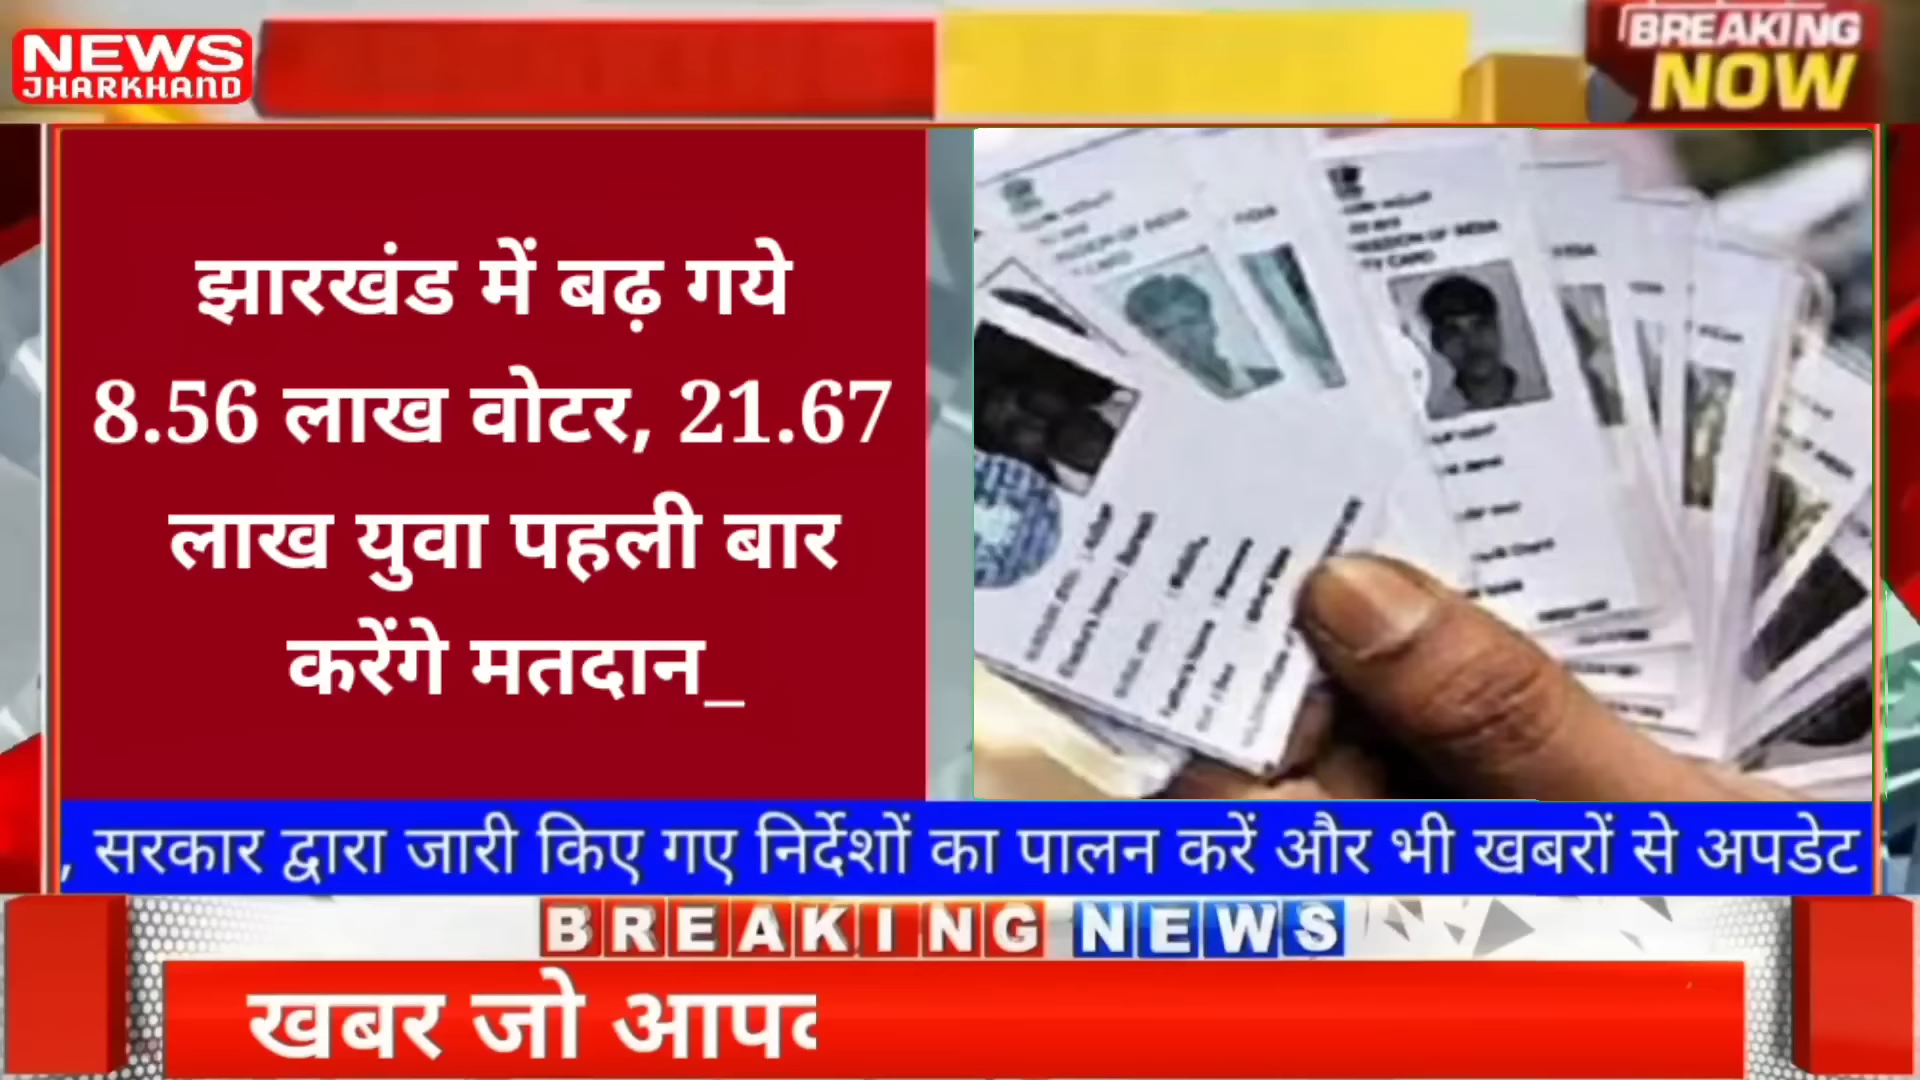 NEWS
JHARKHAND
BREAKING
NOW
झारखंड में बढ़ गये
8.56 लाख वोटर, 21.67
लाख युवा पहली बार
करेंगे मतदान_
, सरकार द्वारा जारी किए गए निर्देशों का पालन करें और भी खबरों से अपडेट
BREAKING NEWS
खबर जो